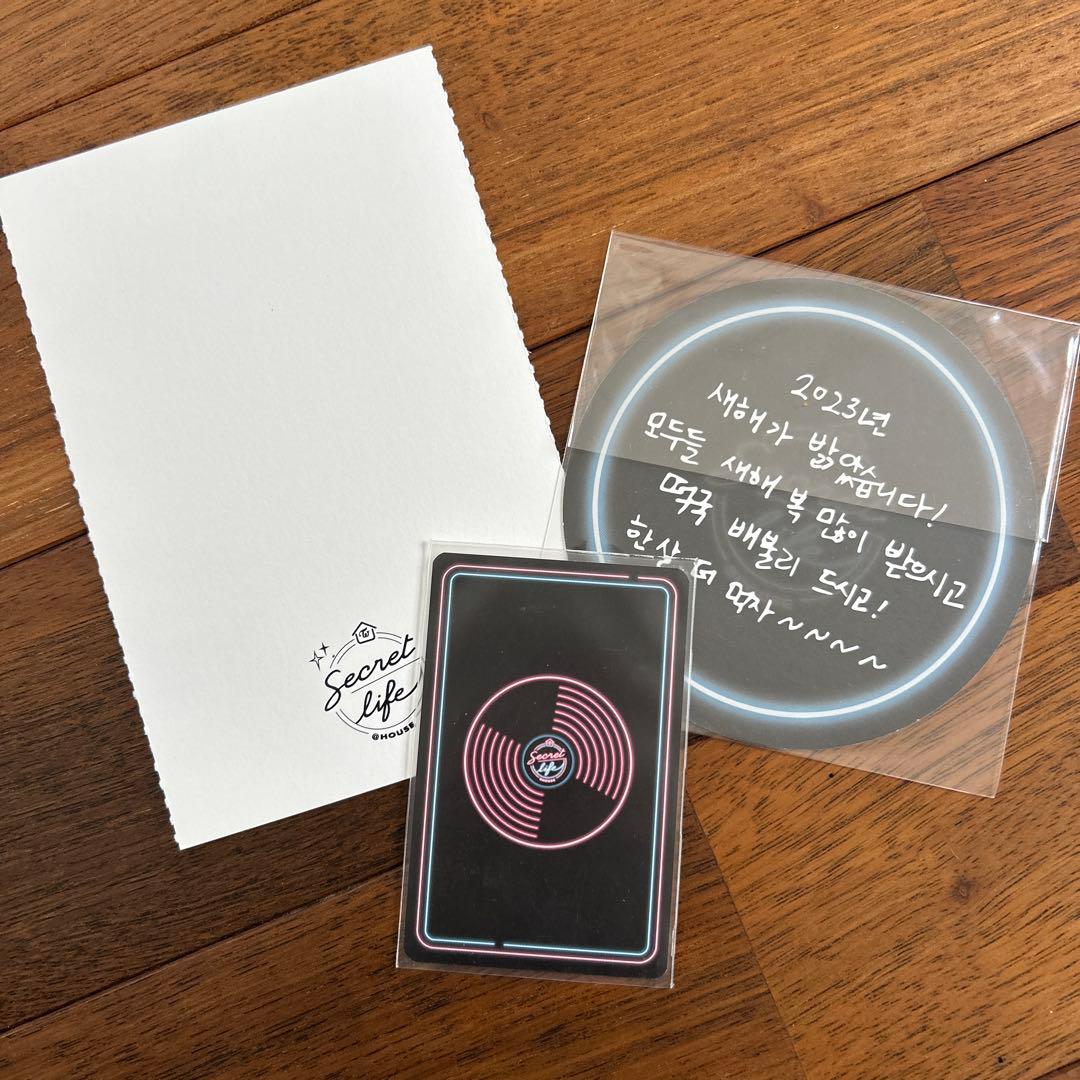 2023년
새해가 밝았습니다!
모두들 새해 복 많이 받으시고
떡국 배불리 드시고!
한살 더 먹자~~~~~
Secret
life
@HOUSE
Secret
life